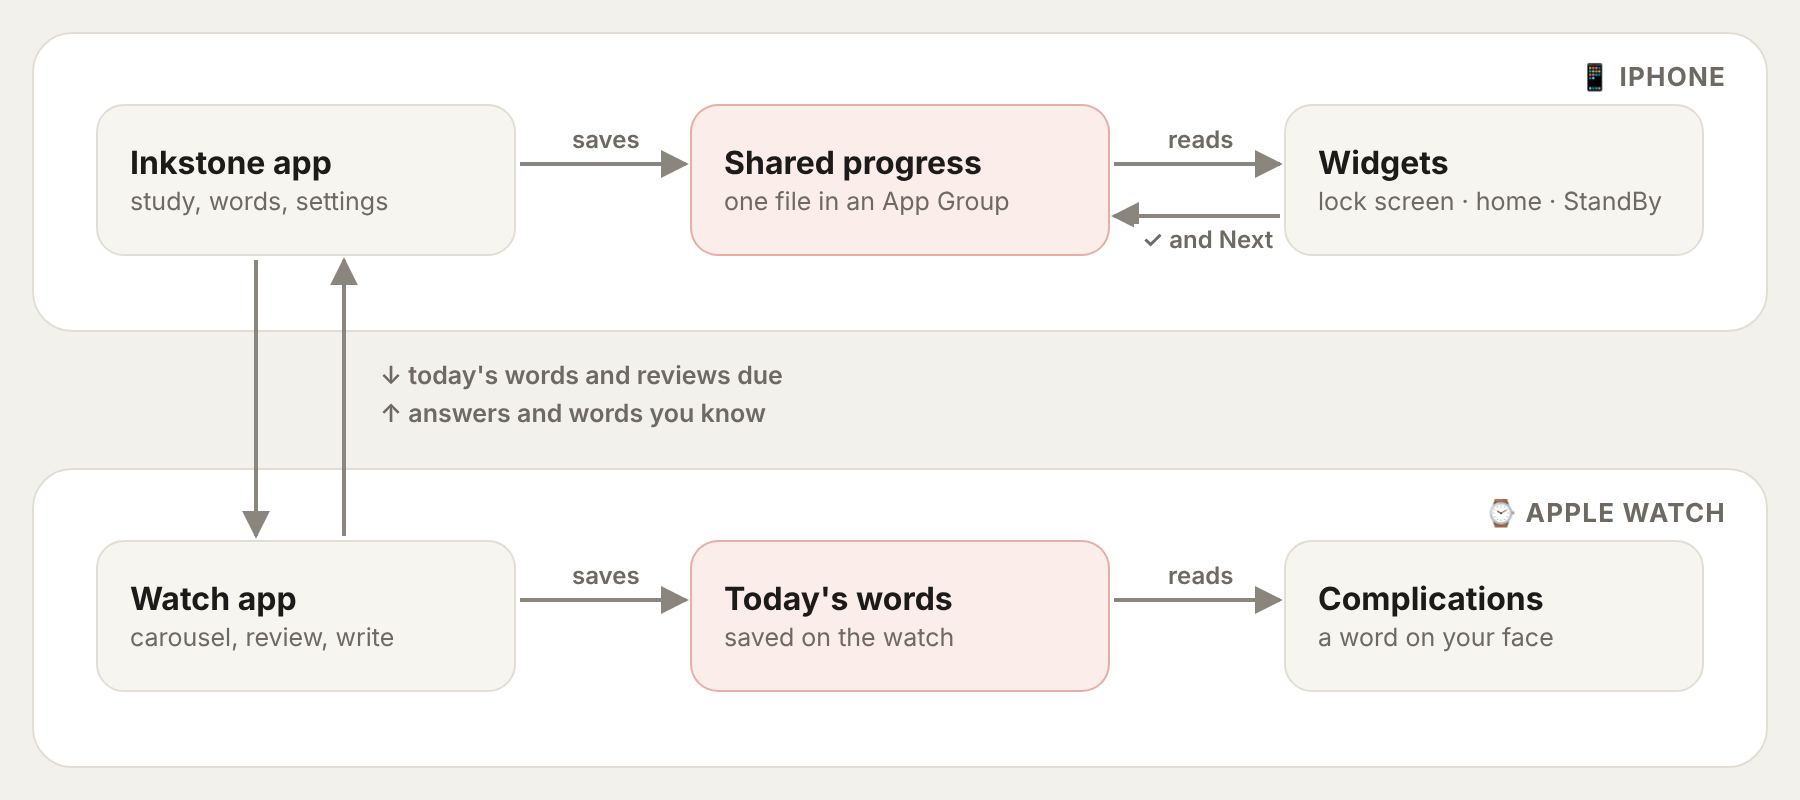 📱 IPHONE
Inkstone app
study, words, settings
saves
Shared progress
one file in an App Group
reads
✓ and Next
Widgets
lock screen · home · StandBy
↓ today's words and reviews due
↑ answers and words you know
⌚ APPLE WATCH
Watch app
carousel, review, write
saves
Today's words
saved on the watch
reads
Complications
a word on your face